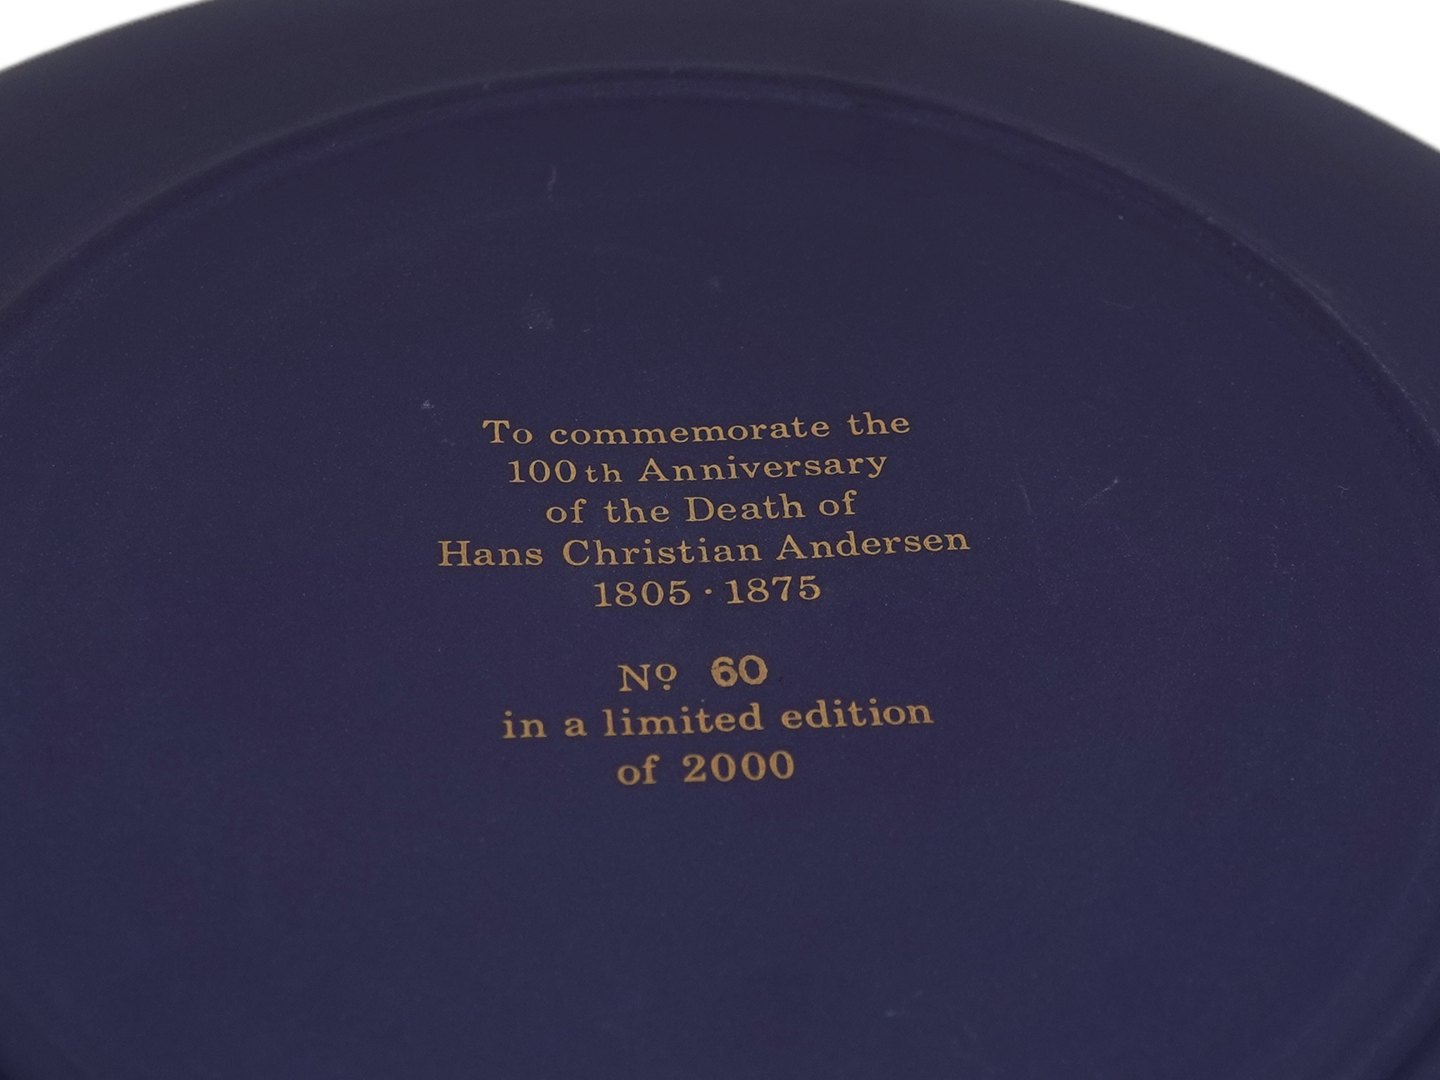 To commemorate the
100th Anniversary
of the Death of
Hans Christian Andersen
1805 · 1875
Nº 60
in a limited edition
of 2000